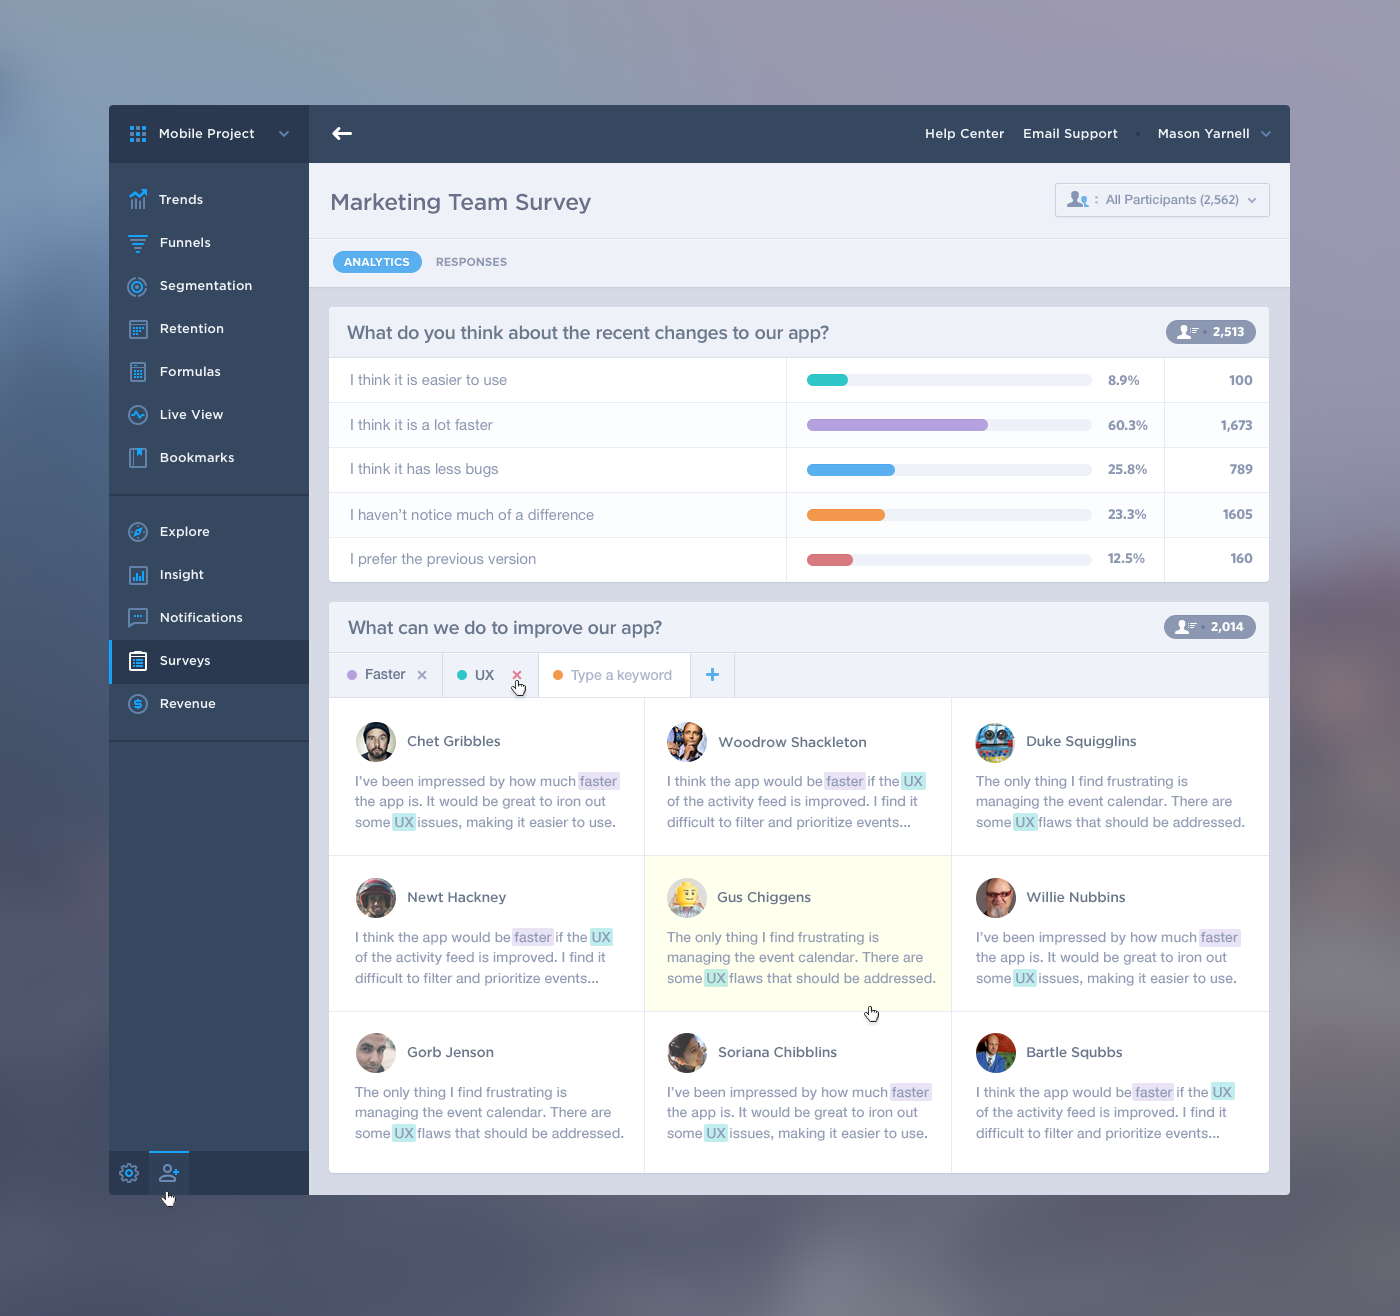 Mobile Project
Help Center
Email Support
Mason Yarnell
Trends
Funnels
Segmentation
Retention
Formulas
Live View
Bookmarks
Explore
Insight
Notifications
Surveys
Revenue
Marketing Team Survey
: All Participants (2,562)
ANALYTICS
RESPONSES
What do you think about the recent changes to our app?
2,513
I think it is easier to use 8.9% 100
I think it is a lot faster 60.3% 1,673
I think it has less bugs 25.8% 789
I haven't notice much of a difference 23.3% 1605
I prefer the previous version 12.5% 160
What can we do to improve our app?
2,014
Faster
UX
Type a keyword
Chet Gribbles
I've been impressed by how much faster
the app is. It would be great to iron out
some UX issues, making it easier to use.
Woodrow Shackleton
I think the app would be faster if the UX
of the activity feed is improved. I find it
difficult to filter and prioritize events...
Duke Squigglins
The only thing I find frustrating is
managing the event calendar. There are
some UX flaws that should be addressed.
Newt Hackney
I think the app would be faster if the UX
of the activity feed is improved. I find it
difficult to filter and prioritize events...
Gus Chiggens
The only thing I find frustrating is
managing the event calendar. There are
some UX flaws that should be addressed.
Willie Nubbins
I've been impressed by how much faster
the app is. It would be great to iron out
some UX issues, making it easier to use.
Gorb Jenson
The only thing I find frustrating is
managing the event calendar. There are
some UX flaws that should be addressed.
Soriana Chibblins
I've been impressed by how much faster
the app is. It would be great to iron out
some UX issues, making it easier to use.
Bartle Squbbs
I think the app would be faster if the UX
of the activity feed is improved. I find it
difficult to filter and prioritize events...